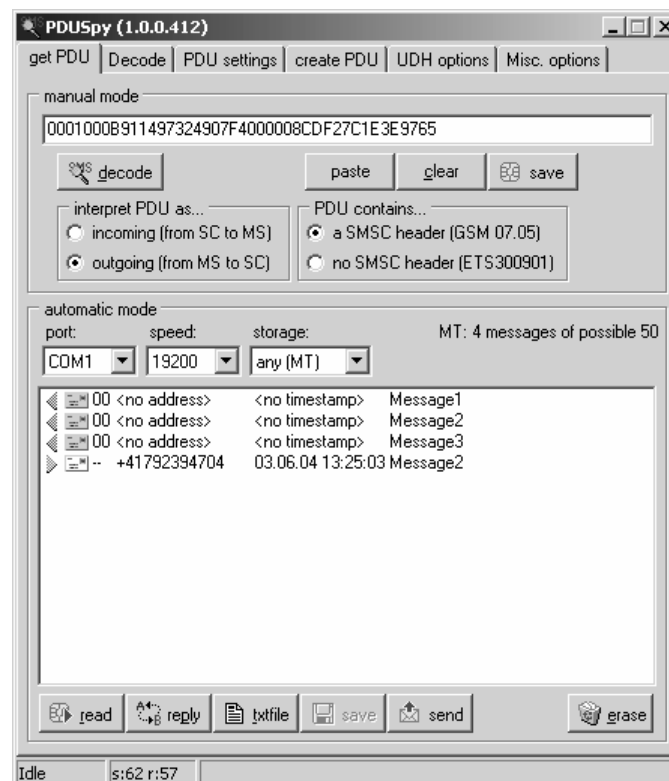 PDUSpy (1.0.0.412)
get PDU Decode PDU settings create PDU UDH options Misc. options
manual mode
0001000B911497324907F4000008CDF27C1E3E9765
decode paste clear save
interpret PDU as...
incoming (from SC to MS)
outgoing (from MS to SC)
PDU contains...
a SMSC header (GSM 07.05)
no SMSC header (ETS300901)
automatic mode
port: speed: storage: MT: 4 messages of possible 50
COM1 19200 any (MT)
00 <no address> <no timestamp> Message1
00 <no address> <no timestamp> Message2
00 <no address> <no timestamp> Message3
-- +41792394704 03.06.04 13:25:03 Message2
read reply txtfile save send erase
Idle s:62 r:57